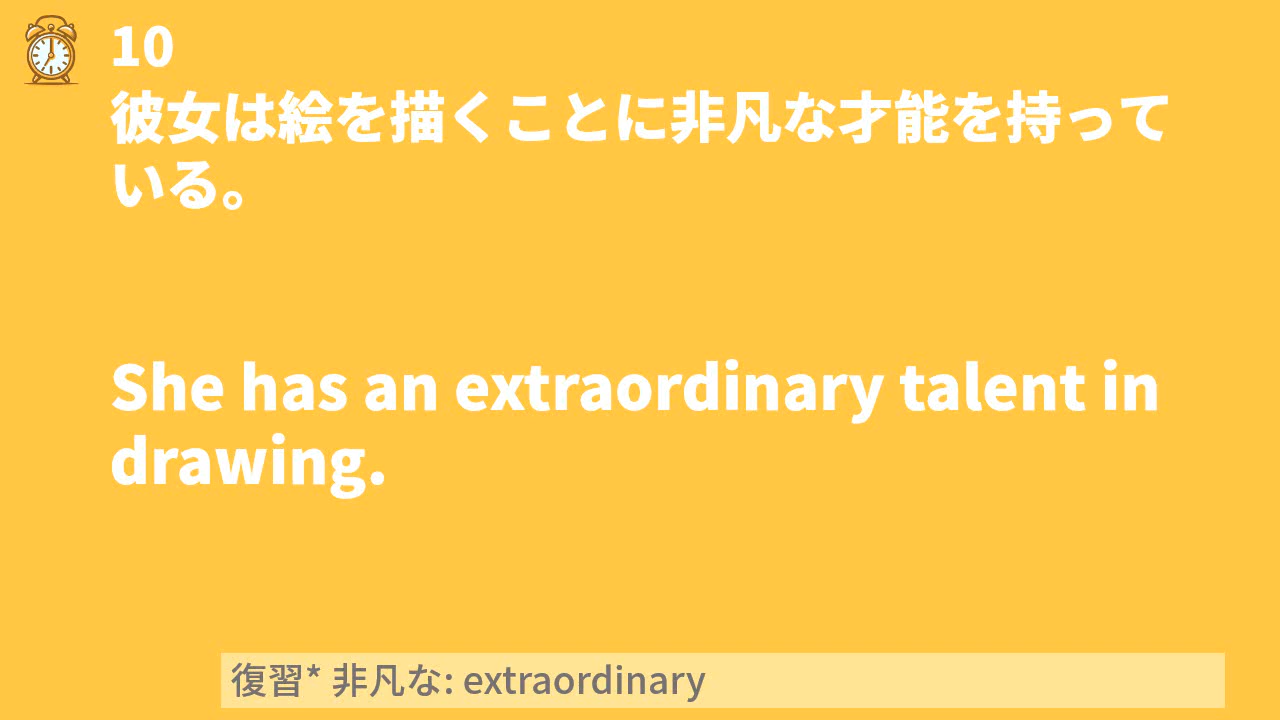 10
彼女は絵を描くことに非凡な才能を持って
いる。
She has an extraordinary talent in
drawing.
復習* 非凡な: extraordinary